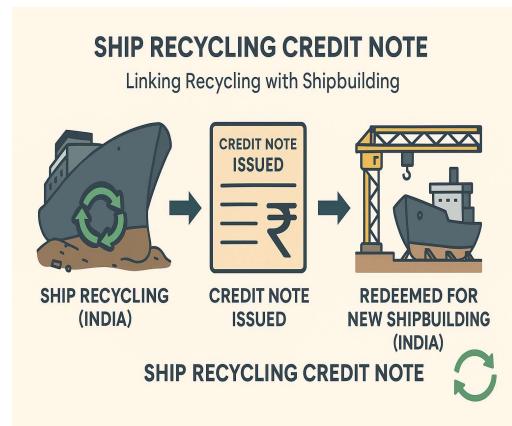 SHIP RECYCLING CREDIT NOTE
Linking Recycling with Shipbuilding
CREDIT NOTE
ISSUED
₹
SHIP RECYCLING
(INDIA)
CREDIT NOTE
ISSUED
REDEEMED FOR
NEW SHIPBUILDING
(INDIA)
SHIP RECYCLING CREDIT NOTE